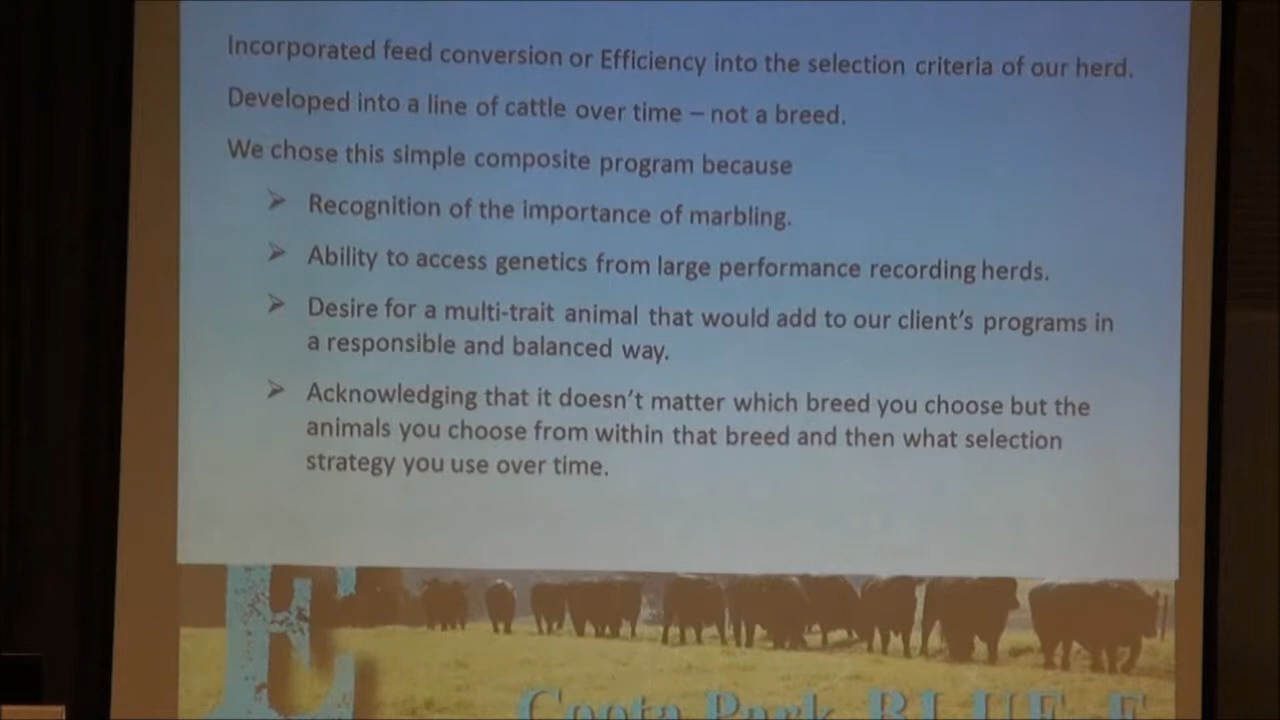 Incorporated feed conversion or Efficiency into the selection criteria of our herd.
Developed into a line of cattle over time – not a breed.
We chose this simple composite program because
➢ Recognition of the importance of marbling.
➢ Ability to access genetics from large performance recording herds.
➢ Desire for a multi-trait animal that would add to our client's programs in
a responsible and balanced way.
➢ Acknowledging that it doesn't matter which breed you choose but the
animals you choose from within that breed and then what selection
strategy you use over time.
E
Coota Park BLUE E